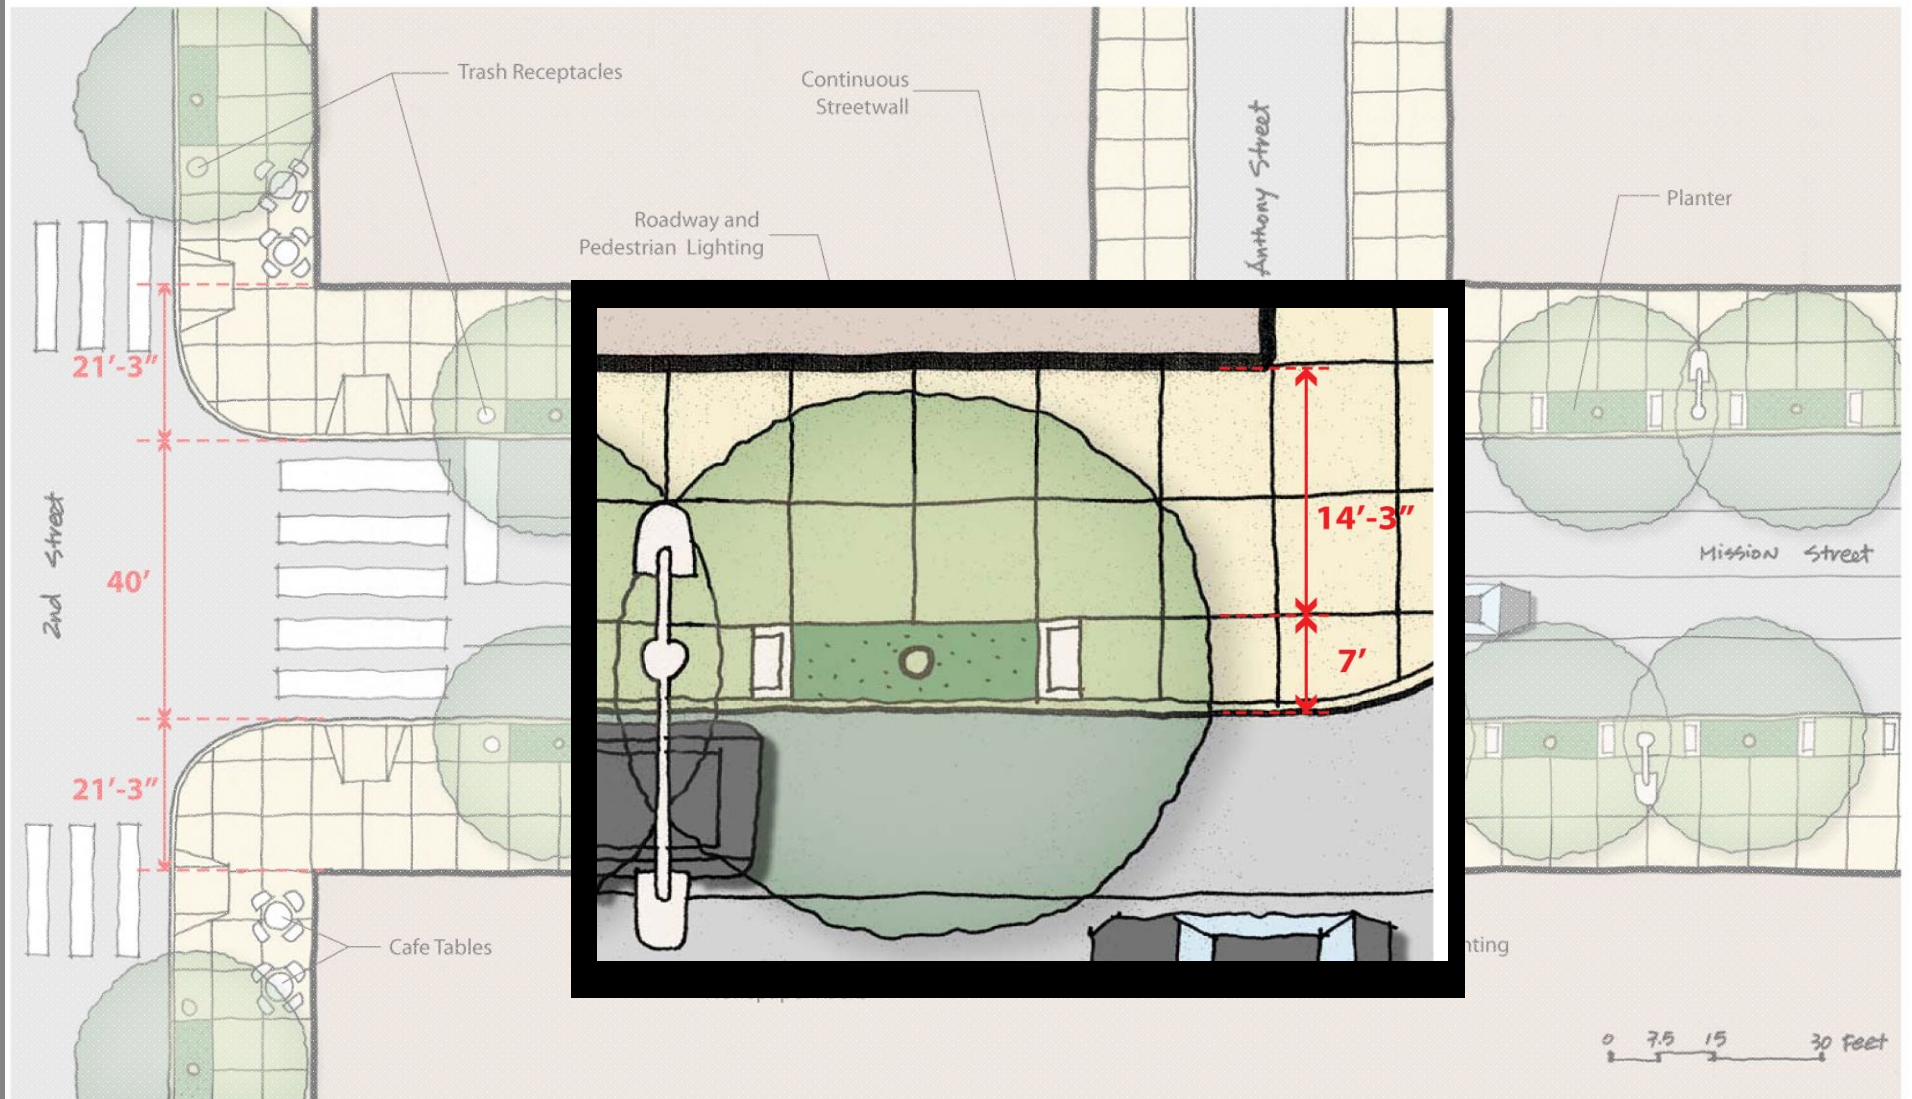 Trash Receptacles
Continuous
Streetwall
Anthony Street
Roadway and
Pedestrian Lighting
Planter
21'-3"
14'-3"
2nd Street
40'
Mission Street
7'
21'-3"
Cafe Tables
0 7.5 15 30 Feet